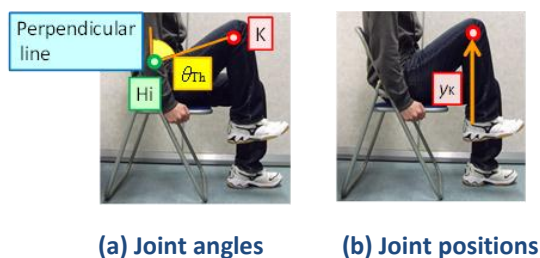 Perpendicular
line
K
θTh
Hi
yK
(a) Joint angles
(b) Joint positions